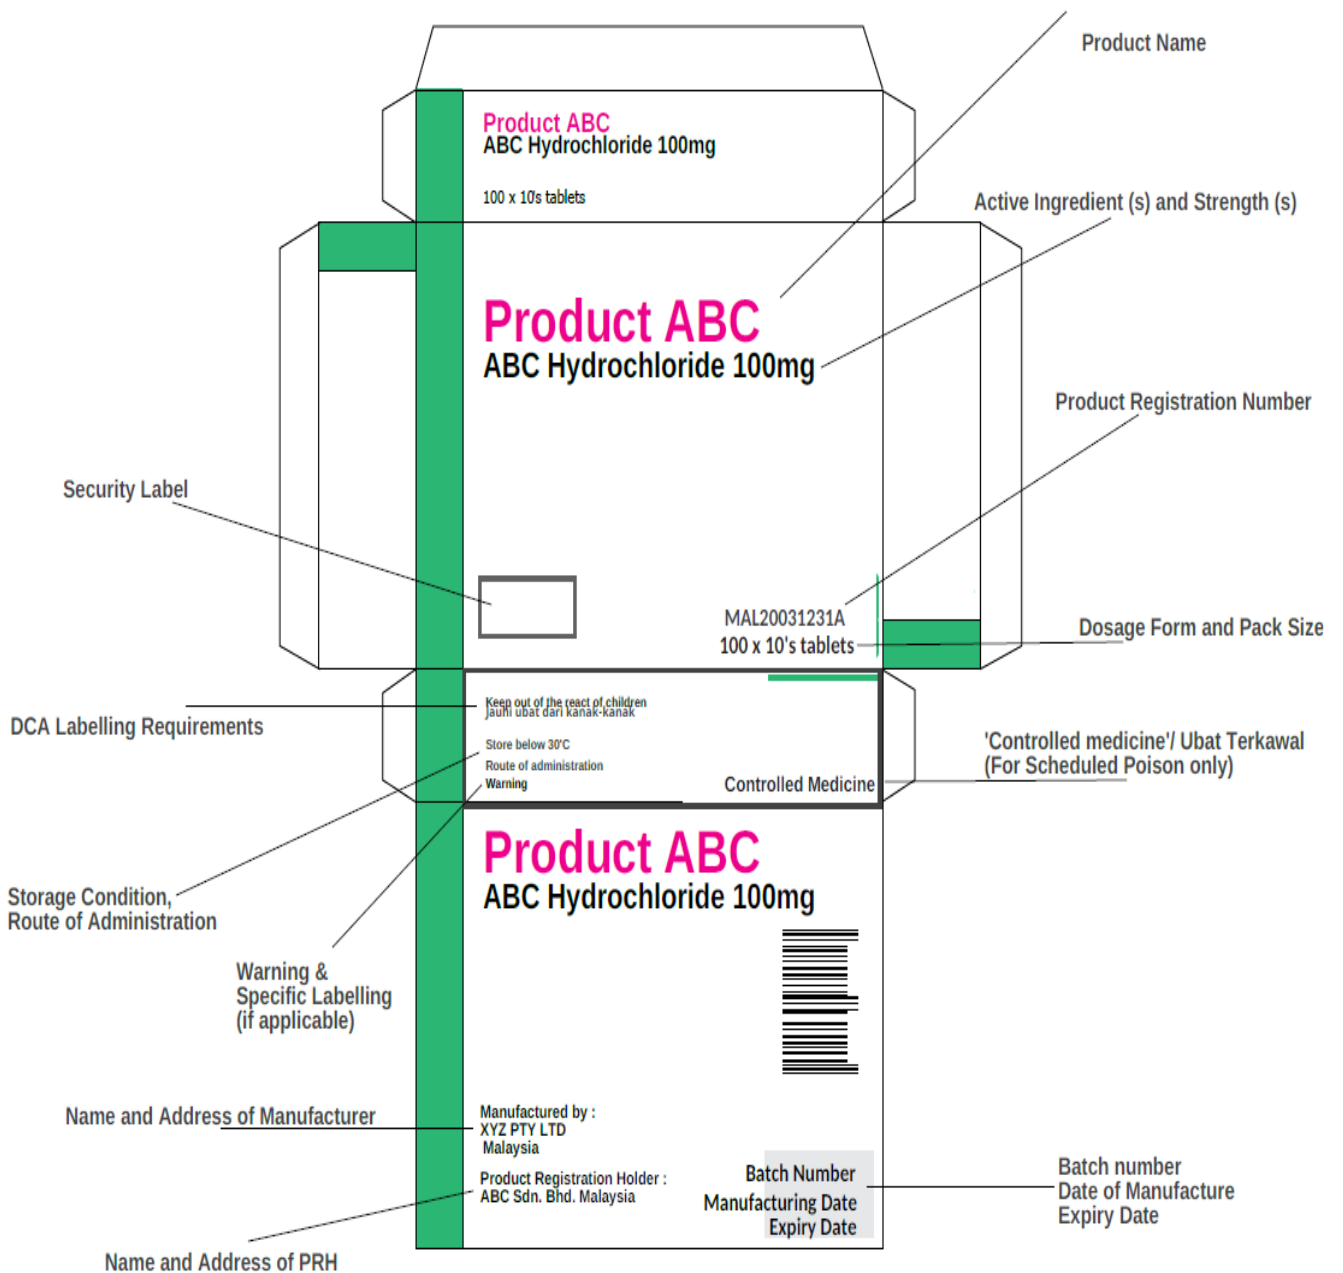 Product Name
Product ABC
ABC Hydrochloride 100mg
100 x 10's tablets
Active Ingredient (s) and Strength (s)
Product ABC
ABC Hydrochloride 100mg
Product Registration Number
Security Label
MAL20031231A
100 x 10's tablets
Dosage Form and Pack Size
Keep out of the react of children
Jauhi ubat dari kanak-kanak
DCA Labelling Requirements
Store below 30'C
Route of administration
Warning
Controlled Medicine
'Controlled medicine'/ Ubat Terkawal
(For Scheduled Poison only)
Product ABC
ABC Hydrochloride 100mg
Storage Condition,
Route of Administration
Warning &
Specific Labelling
(if applicable)
Name and Address of Manufacturer
Manufactured by :
XYZ PTY LTD
Malaysia
Product Registration Holder :
ABC Sdn. Bhd. Malaysia
Batch Number
Manufacturing Date
Expiry Date
Batch number
Date of Manufacture
Expiry Date
Name and Address of PRH